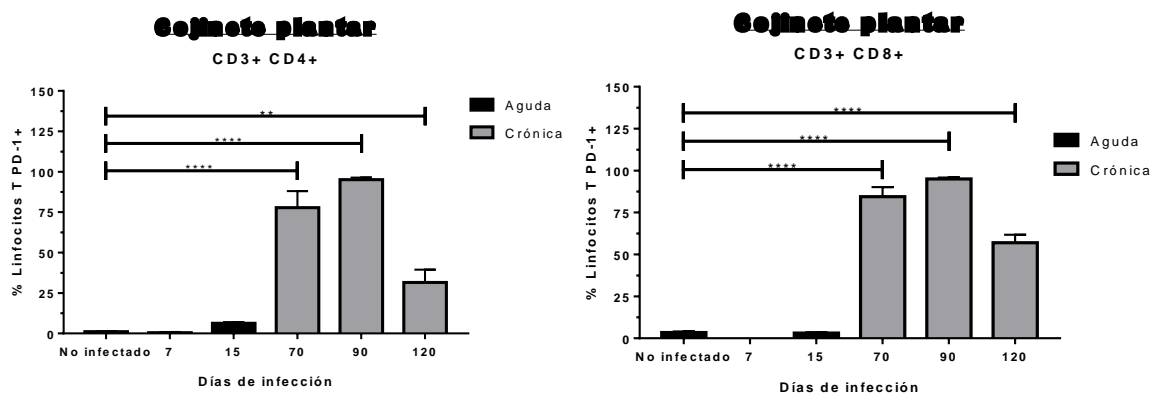 Cojinete plantar
CD3+ CD4+
150
125
100
75
50
25
0
% Linfocitos T PD-1+
**
****
****
Aguda
Crónica
No infectado 7 15 70 90 120
Días de infección
Cojinete plantar
CD3+ CD8+
150
125
100
75
50
25
0
% Linfocitos T PD-1+
****
****
****
Aguda
Crónica
No infectado 7 15 70 90 120
Días de infección